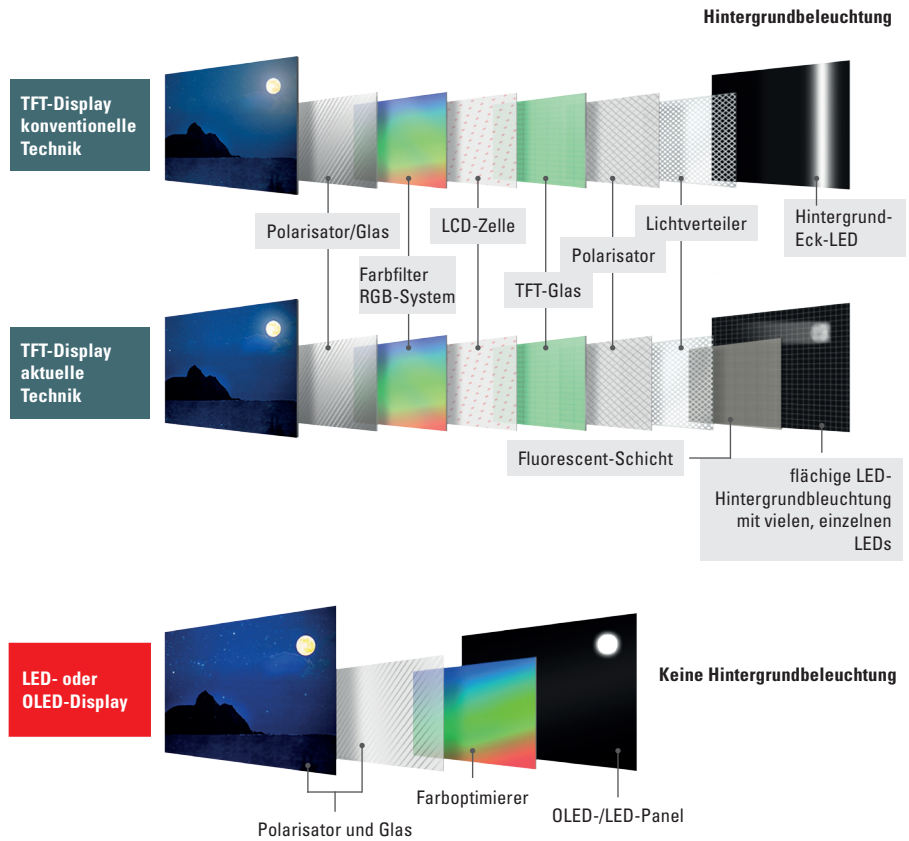 Hintergrundbeleuchtung
TFT-Display
konventionelle
Technik
Polarisator/Glas
Farbfilter
RGB-System
LCD-Zelle
TFT-Glas
Polarisator
Lichtverteiler
Hintergrund-
Eck-LED
TFT-Display
aktuelle
Technik
Fluorescent-Schicht
flächige LED-
Hintergrundbleuchtung
mit vielen, einzelnen
LEDs
LED- oder
OLED-Display
Keine Hintergrundbeleuchtung
Polarisator und Glas
Farboptimierer
OLED-/LED-Panel